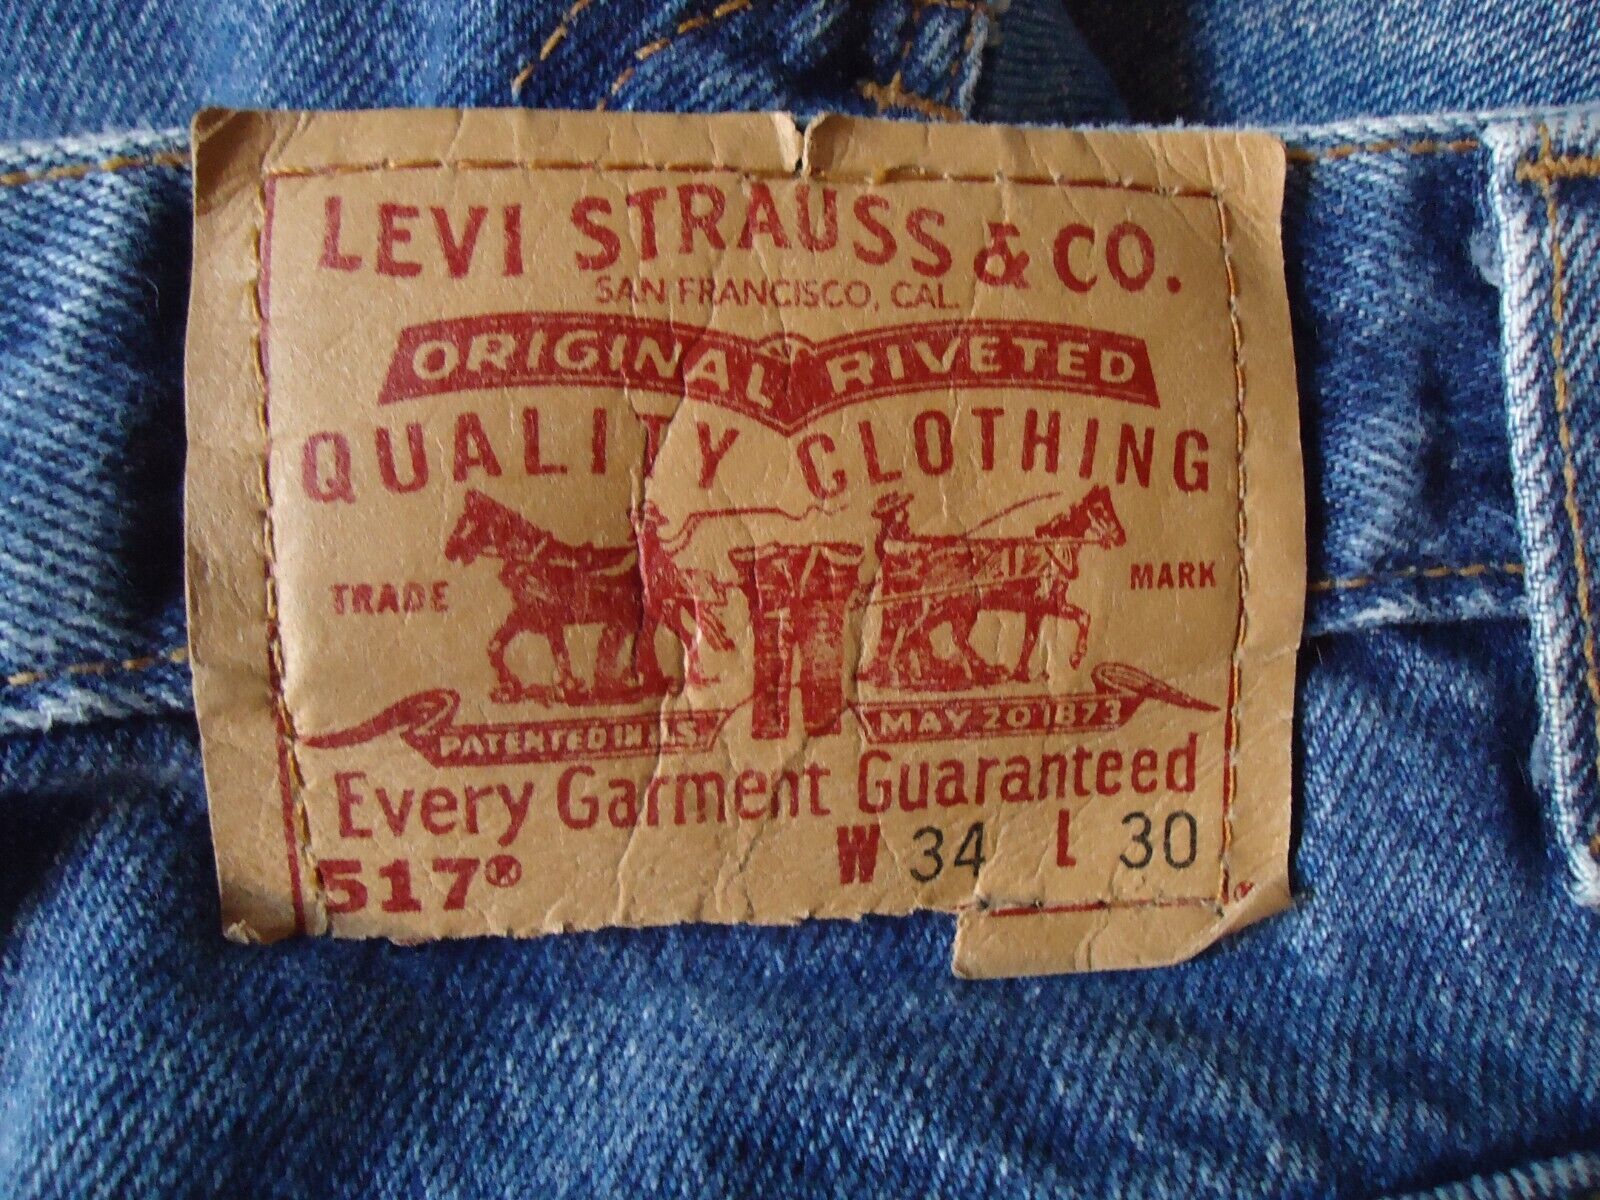 LEVI STRAUSS & CO.
SAN FRANCISCO, CAL.
ORIGINAL RIVETED
QUALITY CLOTHING
TRADE MARK
PATENTED IN U.S. MAY 20 1873
Every Garment Guaranteed
517® W 34 L 30
®